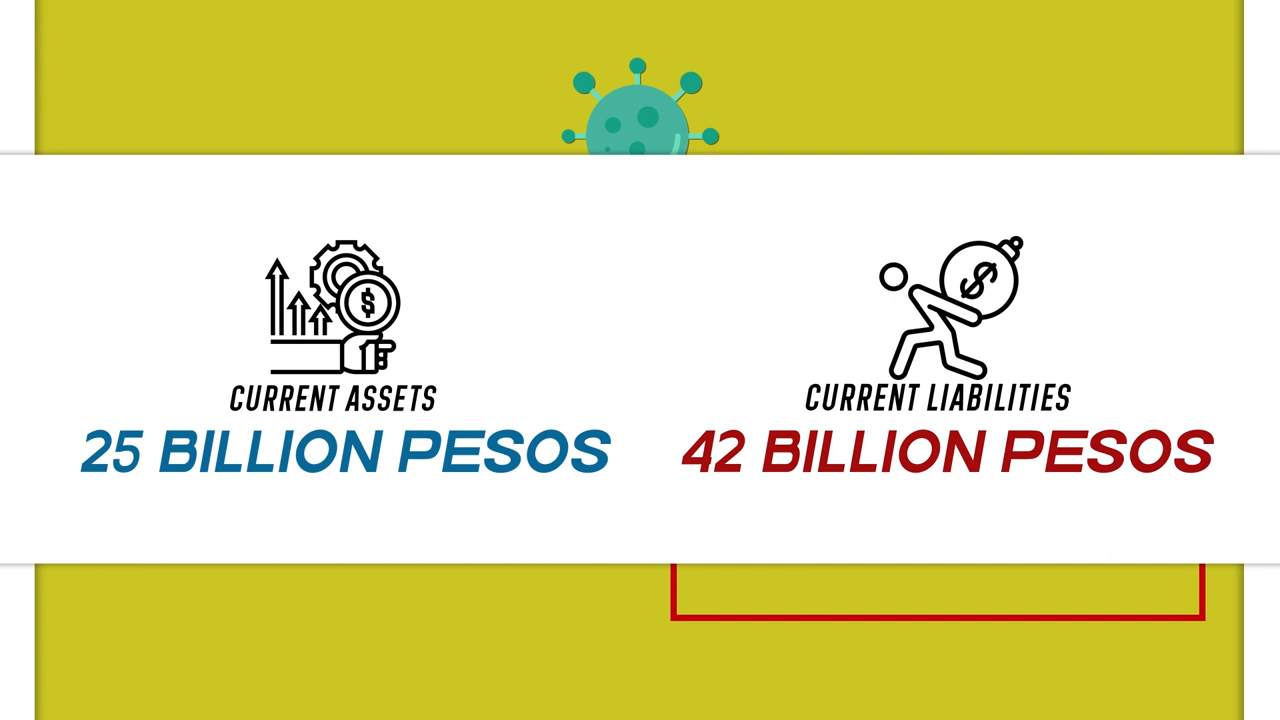 CURRENT ASSETS
25 BILLION PESOS
CURRENT LIABILITIES
42 BILLION PESOS